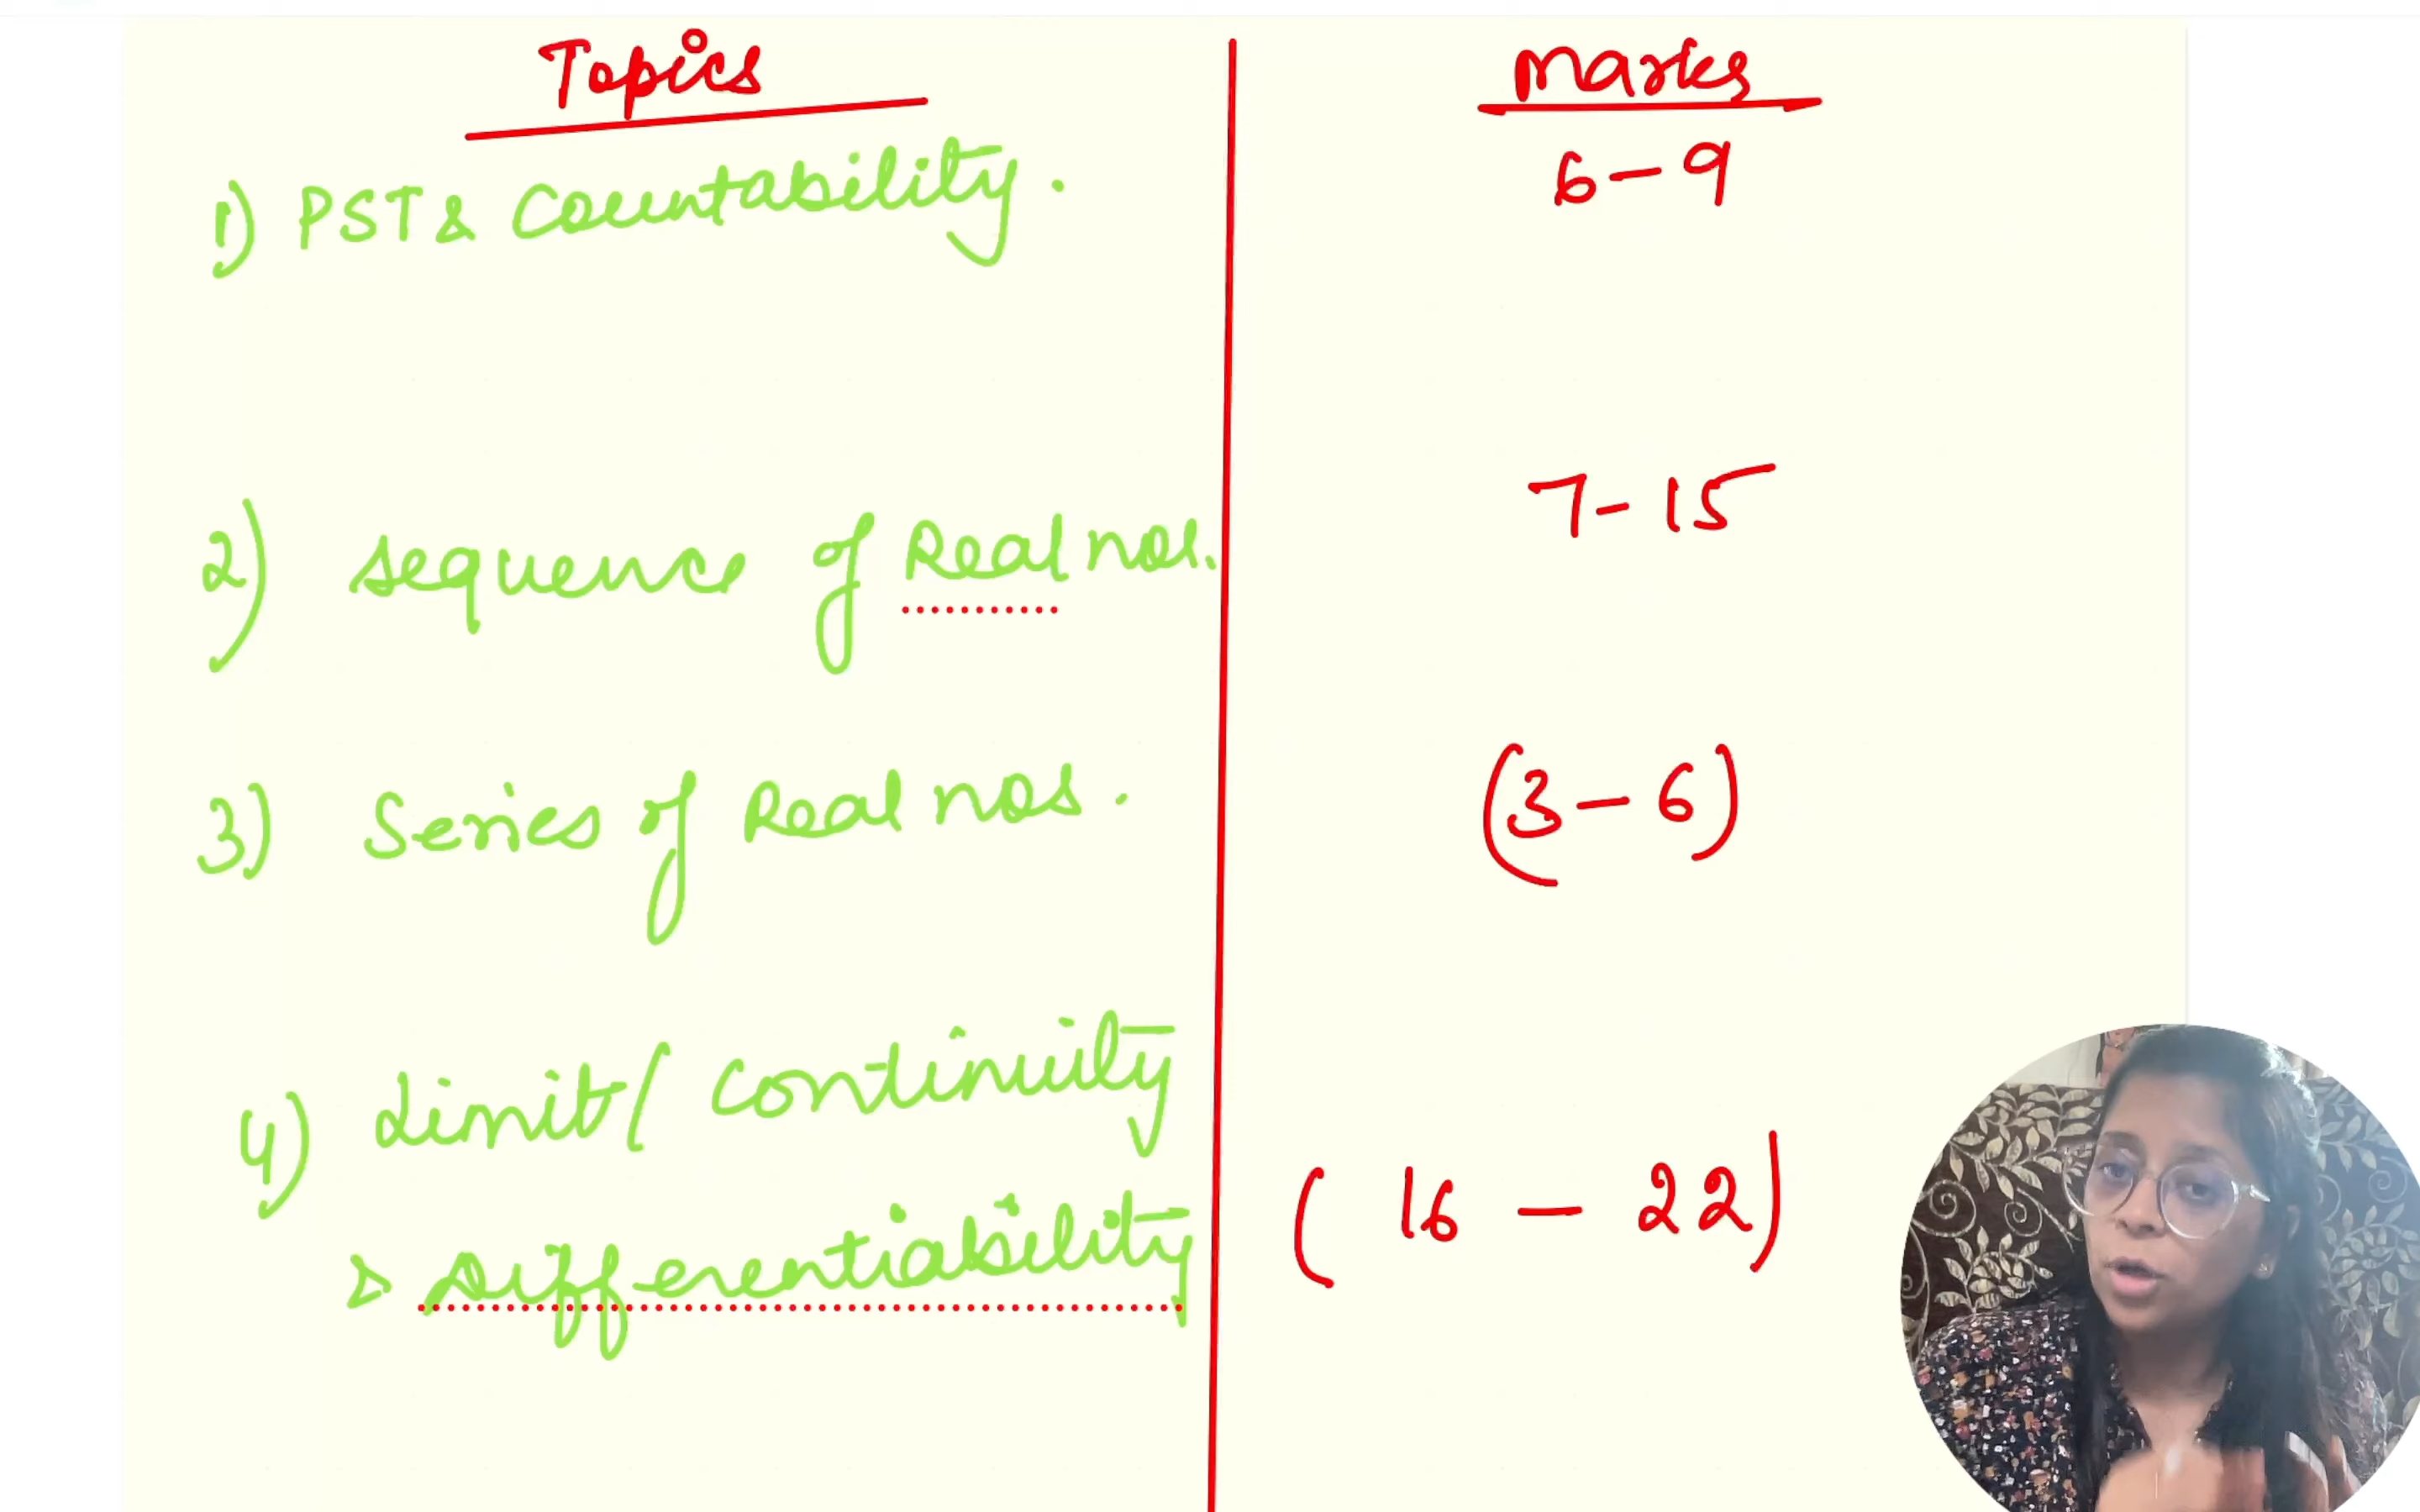 Topics
Marks
1) PST & Countability.
6 - 9
2) Sequence of Real nos.
7 - 15
3) Series of Real nos.
(3 - 6)
4) Limit / Continuity
& Differentiability
(16 - 22)